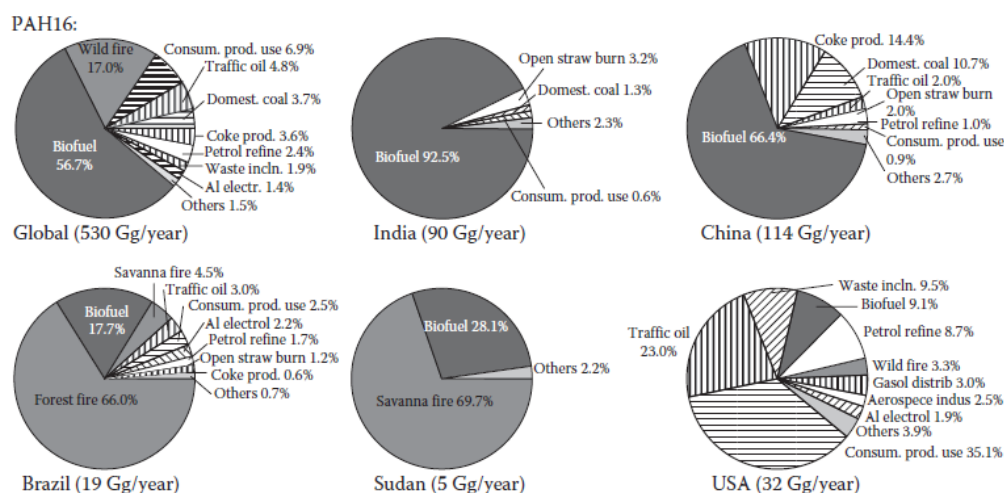 PAH16:
Wild fire
17.0%
Consum. prod. use 6.9%
Traffic oil 4.8%
Domest. coal 3.7%
Coke prod. 3.6%
Petrol refine 2.4%
Waste incln. 1.9%
Al electr. 1.4%
Others 1.5%
Biofuel
56.7%
Global (530 Gg/year)
Open straw burn 3.2%
Domest. coal 1.3%
Others 2.3%
Biofuel 92.5%
Consum. prod. use 0.6%
India (90 Gg/year)
Coke prod. 14.4%
Domest. coal 10.7%
Traffic oil 2.0%
Open straw burn
2.0%
Petrol refine 1.0%
Consum. prod. use
0.9%
Others 2.7%
Biofuel 66.4%
China (114 Gg/year)
Savanna fire 4.5%
Traffic oil 3.0%
Consum. prod. use 2.5%
Al electrol 2.2%
Petrol refine 1.7%
Open straw burn 1.2%
Coke prod. 0.6%
Others 0.7%
Biofuel
17.7%
Forest fire 66.0%
Brazil (19 Gg/year)
Biofuel 28.1%
Others 2.2%
Savanna fire 69.7%
Sudan (5 Gg/year)
Waste incln. 9.5%
Biofuel 9.1%
Petrol refine 8.7%
Traffic oil
23.0%
Wild fire 3.3%
Gasol distrib 3.0%
Aerospece indus 2.5%
Al electrol 1.9%
Others 3.9%
Consum. prod. use 35.1%
USA (32 Gg/year)